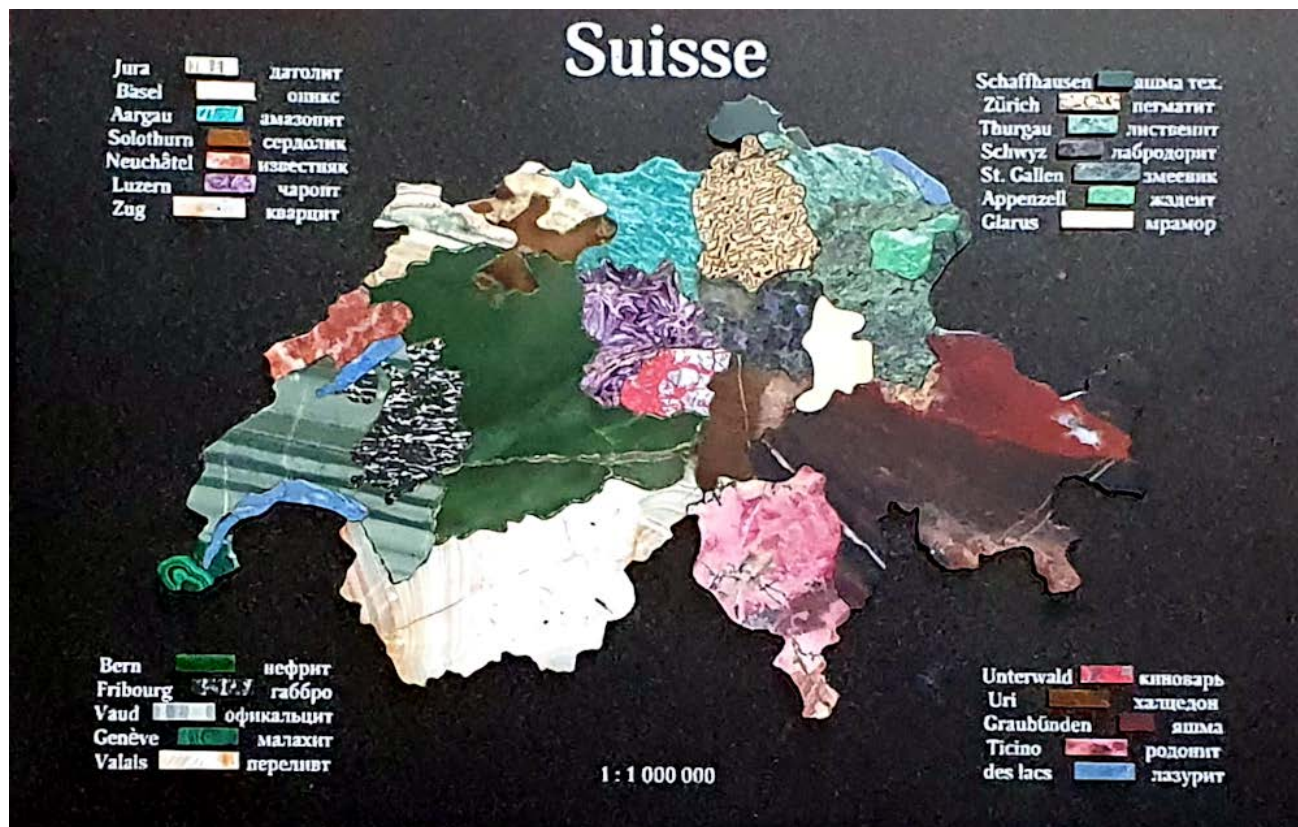 Suisse
Jura датолит
Basel оникс
Aargau амазонит
Solothurn сердолик
Neuchâtel известняк
Luzern чароит
Zug кварцит
Schaffhausen яшма тех.
Zürich пегматит
Thurgau лиственит
Schwyz лабродорит
St. Gallen змеевик
Appenzell жадеит
Glarus мрамор
Bern нефрит
Fribourg габбро
Vaud офикальцит
Genève малахит
Valais переливт
Unterwald киноварь
Uri халцедон
Graubünden яшма
Ticino родонит
des lacs лазурит
1 : 1 000 000